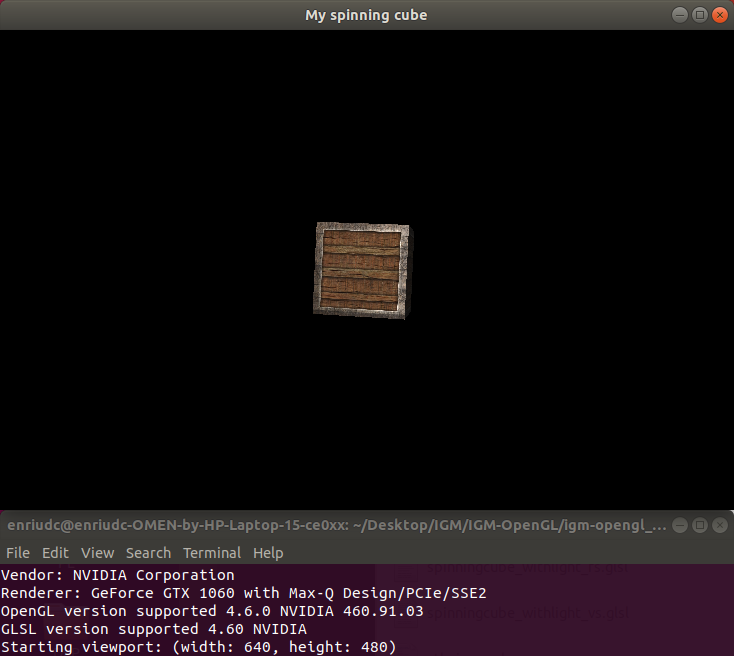 My spinning cube
enriudc@enriudc-OMEN-by-HP-Laptop-15-ce0xx: ~/Desktop/IGM/IGM-OpenGL/igm-opengl_...
File Edit View Search Terminal Help
Vendor: NVIDIA Corporation
Renderer: GeForce GTX 1060 with Max-Q Design/PCIe/SSE2
OpenGL version supported 4.6.0 NVIDIA 460.91.03
GLSL version supported 4.60 NVIDIA
Starting viewport: (width: 640, height: 480)